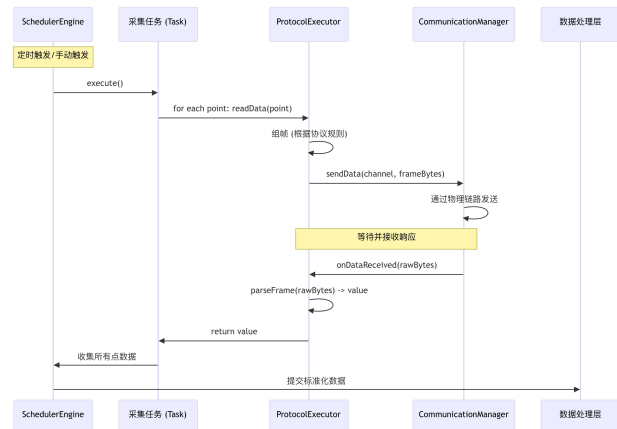 SchedulerEngine
采集任务 (Task)
ProtocolExecutor
CommunicationManager
数据处理层
定时触发/手动触发
execute()
for each point: readData(point)
组帧 (根据协议规则)
sendData(channel, frameBytes)
通过物理链路发送
等待并接收响应
onDataReceived(rawBytes)
parseFrame(rawBytes) -> value
return value
收集所有点数据
提交标准化数据
SchedulerEngine
采集任务 (Task)
ProtocolExecutor
CommunicationManager
数据处理层